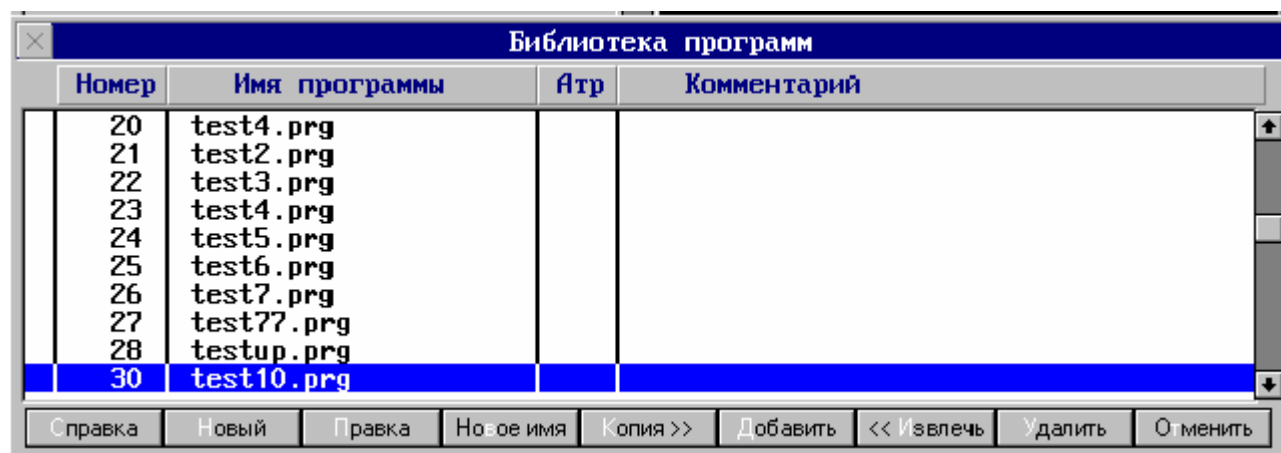 Библиотека программ
Номер Имя программы Атр Комментарий
20 test4.prg
21 test2.prg
22 test3.prg
23 test4.prg
24 test5.prg
25 test6.prg
26 test7.prg
27 test77.prg
28 testup.prg
30 test10.prg
Справка Новый Правка Новое имя Копия >> Добавить << Извлечь Удалить Отменить